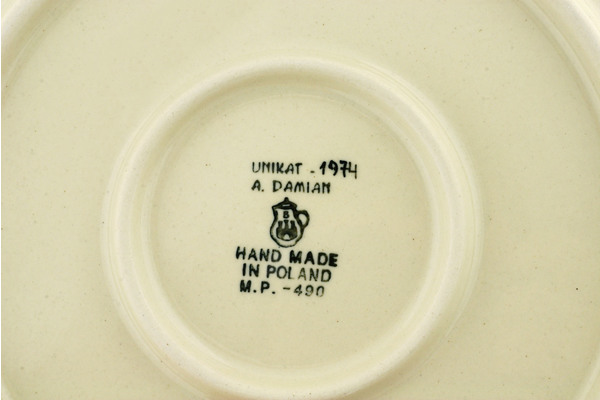 UNIKAT - 1974
A. DAMIAN
B
HAND MADE
IN POLAND
M.P. - 490